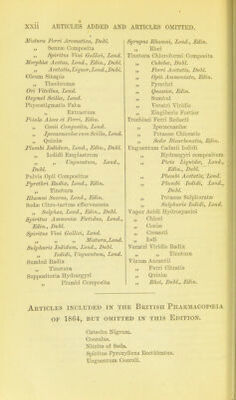 xxii ARTICLES ADDED AND ARTICLES OMITTED.
Mistura Ferri Aromatica, Dubl.
„ Sennæ Composita
„ Spiritus Vini Gallici, Lond.
Morphiæ Acetas, Lond., Edin., Dubl.
„ Acetatis, Liquor, Lond., Dubl.
Oleum Sinapis
„ Theobromæ
Ori Vitellus, Lond.
Oxymel Scillæ, Lond.
Physostigmatis Faba
„ Extractum
Pilula Aloes et Ferri, Edin.
„ Conii Composita, Lond.
„ Ipecacuanhæ cum Scilla, Lond.
„ Quiniæ
Plumbi Iodidum, Lond., Edin., Dubl.
„ Iodidi Emplastrum
„ „ Unguentum, Lond.,
Dubl.
Pulvis Opii Compositus
Pyrethri Radix, Lond., Edin.
„ Tinctura
Rhamni Succus, Lond., Edin.
Sodæ Citro-tartras effervescens
„ Sulphas, Lond., Edin., Dubl.
Spiritus Ammoniæ Fœtidus, Lond.,
Edin., Dubl.
Spiritus Vini Gallici, Lond.
„ „ Mistura, Lond.
Sulphuris Iodidum, Lond., Dubl.
„ Iodidi, Unguentum, Lond.
Sumbul Radix
„ Tinctura
Suppositoria Hydrargyri
„ Plumbi Composita
Syrupus Rhamni, Lond., Edin.
„ Rhei
Tinctura Chloroformi Composita
„ Cubebæ, Dubl.
„ Ferri Acetatis, Dubl.
„ Opii Ammoniata, Edin.
„ Pyrethri
„ Quassiæ, Edin.
„ Sumbul
„ Veratri Viridis
„ Zingiberis Fortior
Trochisci Ferri Redacti
„ Ipecacuanhæ
„ Potassæ Chloratis
„ Sodæ Bicarbonatis, Edin.
Unguentum Cadmii Iodidi
„ Hydrargyri compositum
„ Picis Liquidæ, Lond.,
Edin., Dubl.
„ Plumbi Acetatis, Lond.
„ Plumbi Iodidi, Lond.,
Dubl.
„ Potassæ Sulphuratæ
„ Sulphuris Iodidi, Lond.
Vapor Acidi Hydrocyanici
„ Chlori
„ Coniæ
„ Creasoti
„ Iodi
Veratri Viridis Radix
„ „ Tinctura
Vinum Aurantii
„ Ferri Citratis
„ Quiniæ
„ Rhei, Dubl., Edin.
ARTICLES INCLUDED IN THE BRITISH PHARMACOPŒIA
OF 1864, BUT OMITTED IN THIS EDITION.
Catechu Nigrum.
Cocculus.
Nitrite of Soda.
Spiritus Pyroxylicus Rectificatus.
Unguentum Cocculi.